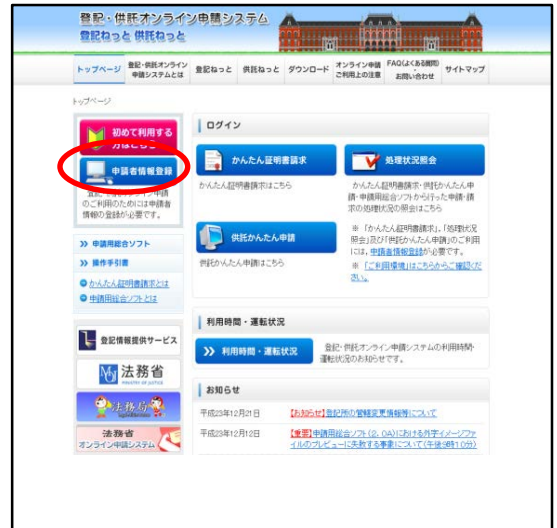 登記・供託オンライン申請システム
登記ねっと 供託ねっと
トップページ
登記・供託オンライン
申請システムとは
登記ねっと
供託ねっと
ダウンロード
オンライン申請
ご利用上の注意
FAQ(よくある質問)
お問い合わせ
サイトマップ
トップページ
初めて利用する
方はこちら
申請者情報登録
のご利用のためには申請者
情報の登録が必要です。
申請用総合ソフト
操作手引書
かんたん証明書請求とは
申請用総合ソフトとは
登記情報提供サービス
法務省
MINISTRY OF JUSTICE
法務局
法務省
オンライン申請システム
ログイン
かんたん証明書請求
かんたん証明書請求はこちら
処理状況照会
かんたん証明書請求・供託かんたん申
請・申請用総合ソフトから行った申請・請
求の処理状況の照会はこちら
供託かんたん申請
供託かんたん申請はこちら
※ 「かんたん証明書請求」、「処理状況
照会」及び「供託かんたん申請」のご利用
には、申請者情報登録が必要です。
※ 「ご利用環境」はこちらからご確認くだ
さい。
利用時間・運転状況
利用時間・運転状況
登記・供託オンライン申請システムの利用時間・
運転状況のお知らせです。
お知らせ
平成23年12月21日
【お知らせ】登記所の管轄変更情報等について
平成23年12月12日
【重要】申請用総合ソフト(2.0A)における外字イメージファ
イルのプレビューに失敗する事象について(午後3時10分)